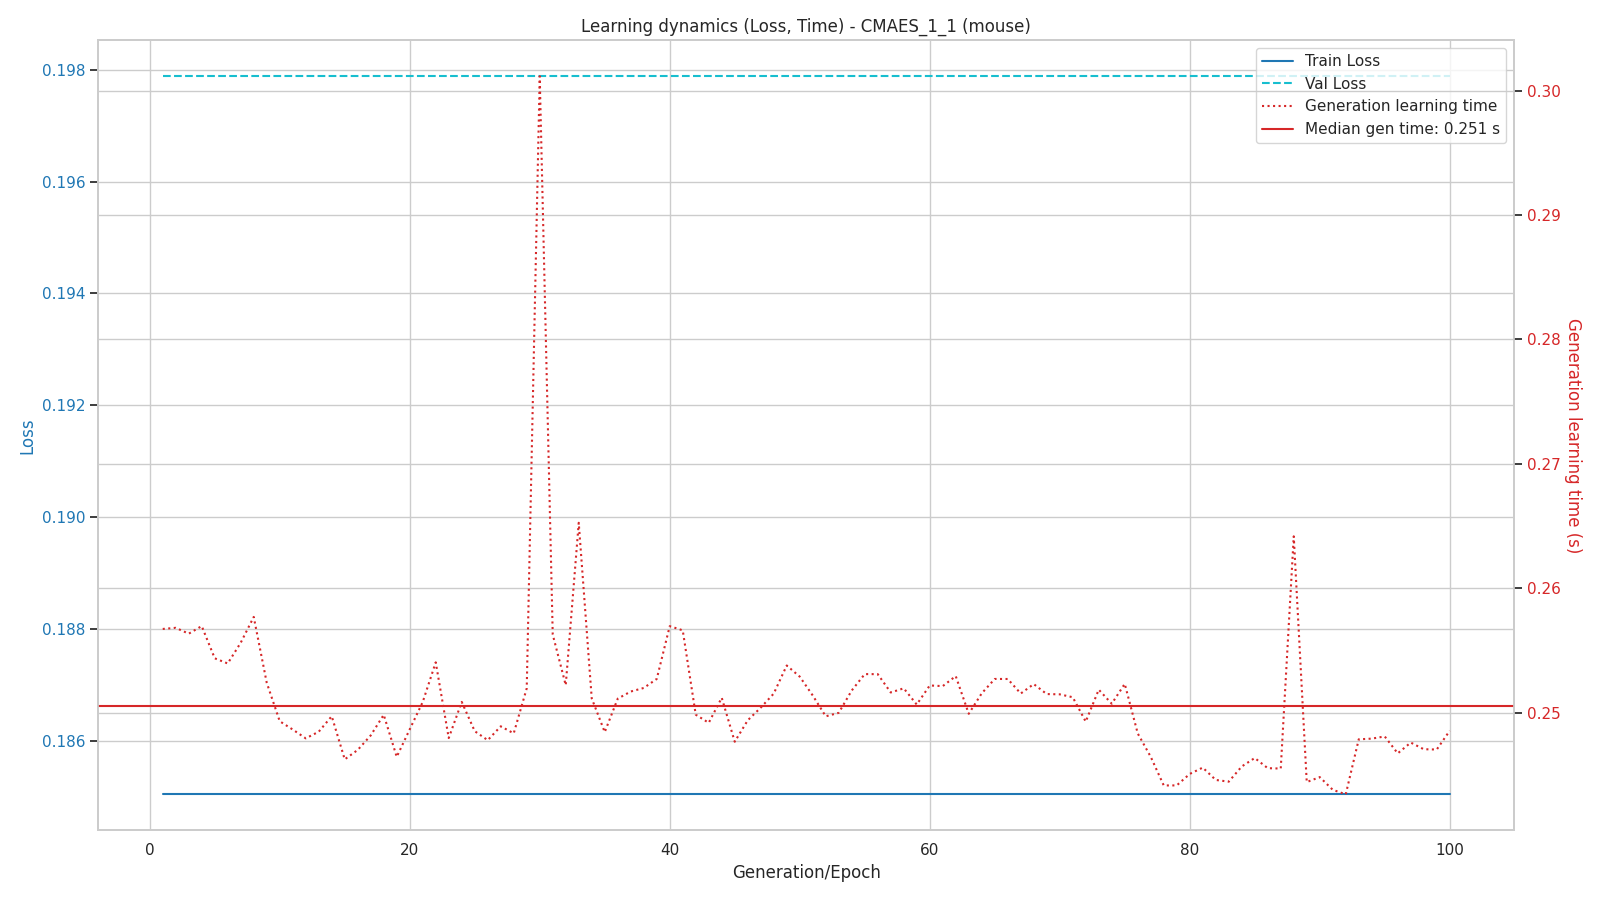 Learning dynamics (Loss, Time) - CMAES_1_1 (mouse)
Train Loss
Val Loss
Generation learning time
Median gen time: 0.251 s
0.198
0.196
0.194
0.192
0.190
0.188
0.186
Loss
0.30
0.29
0.28
0.27
0.26
0.25
Generation learning time (s)
0 20 40 60 80 100
Generation/Epoch